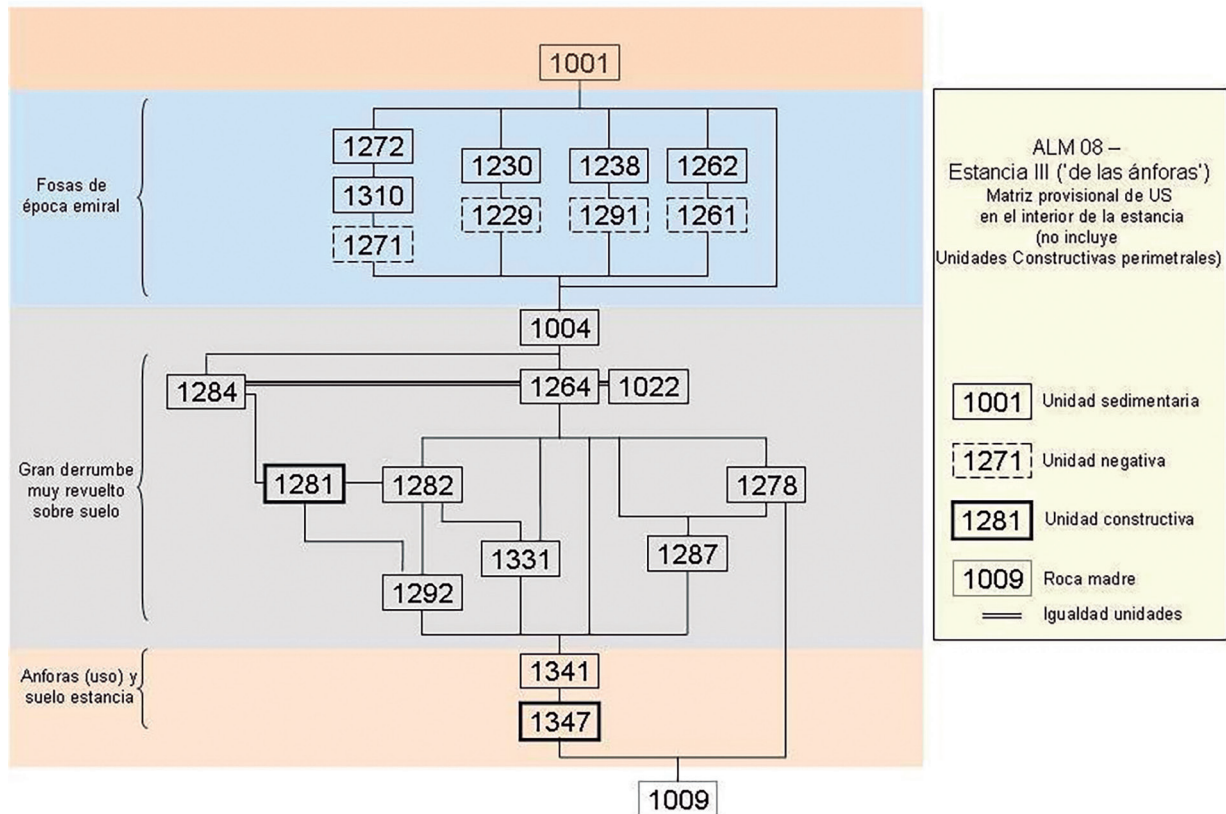 1001
Fosas de
época emiral
1272
1230
1238
1262
1310
1229
1291
1261
1271
1004
Gran derrumbe
muy revuelto
sobre suelo
1284
1264
1022
1281
1282
1278
1331
1287
1292
Anforas (uso) y
suelo estancia
1341
1347
1009
ALM 08 –
Estancia III ('de las ánforas')
Matriz provisional de US
en el interior de la estancia
(no incluye
Unidades Constructivas perimetrales)
1001 Unidad sedimentaria
1271 Unidad negativa
1281 Unidad constructiva
1009 Roca madre
Igualdad unidades